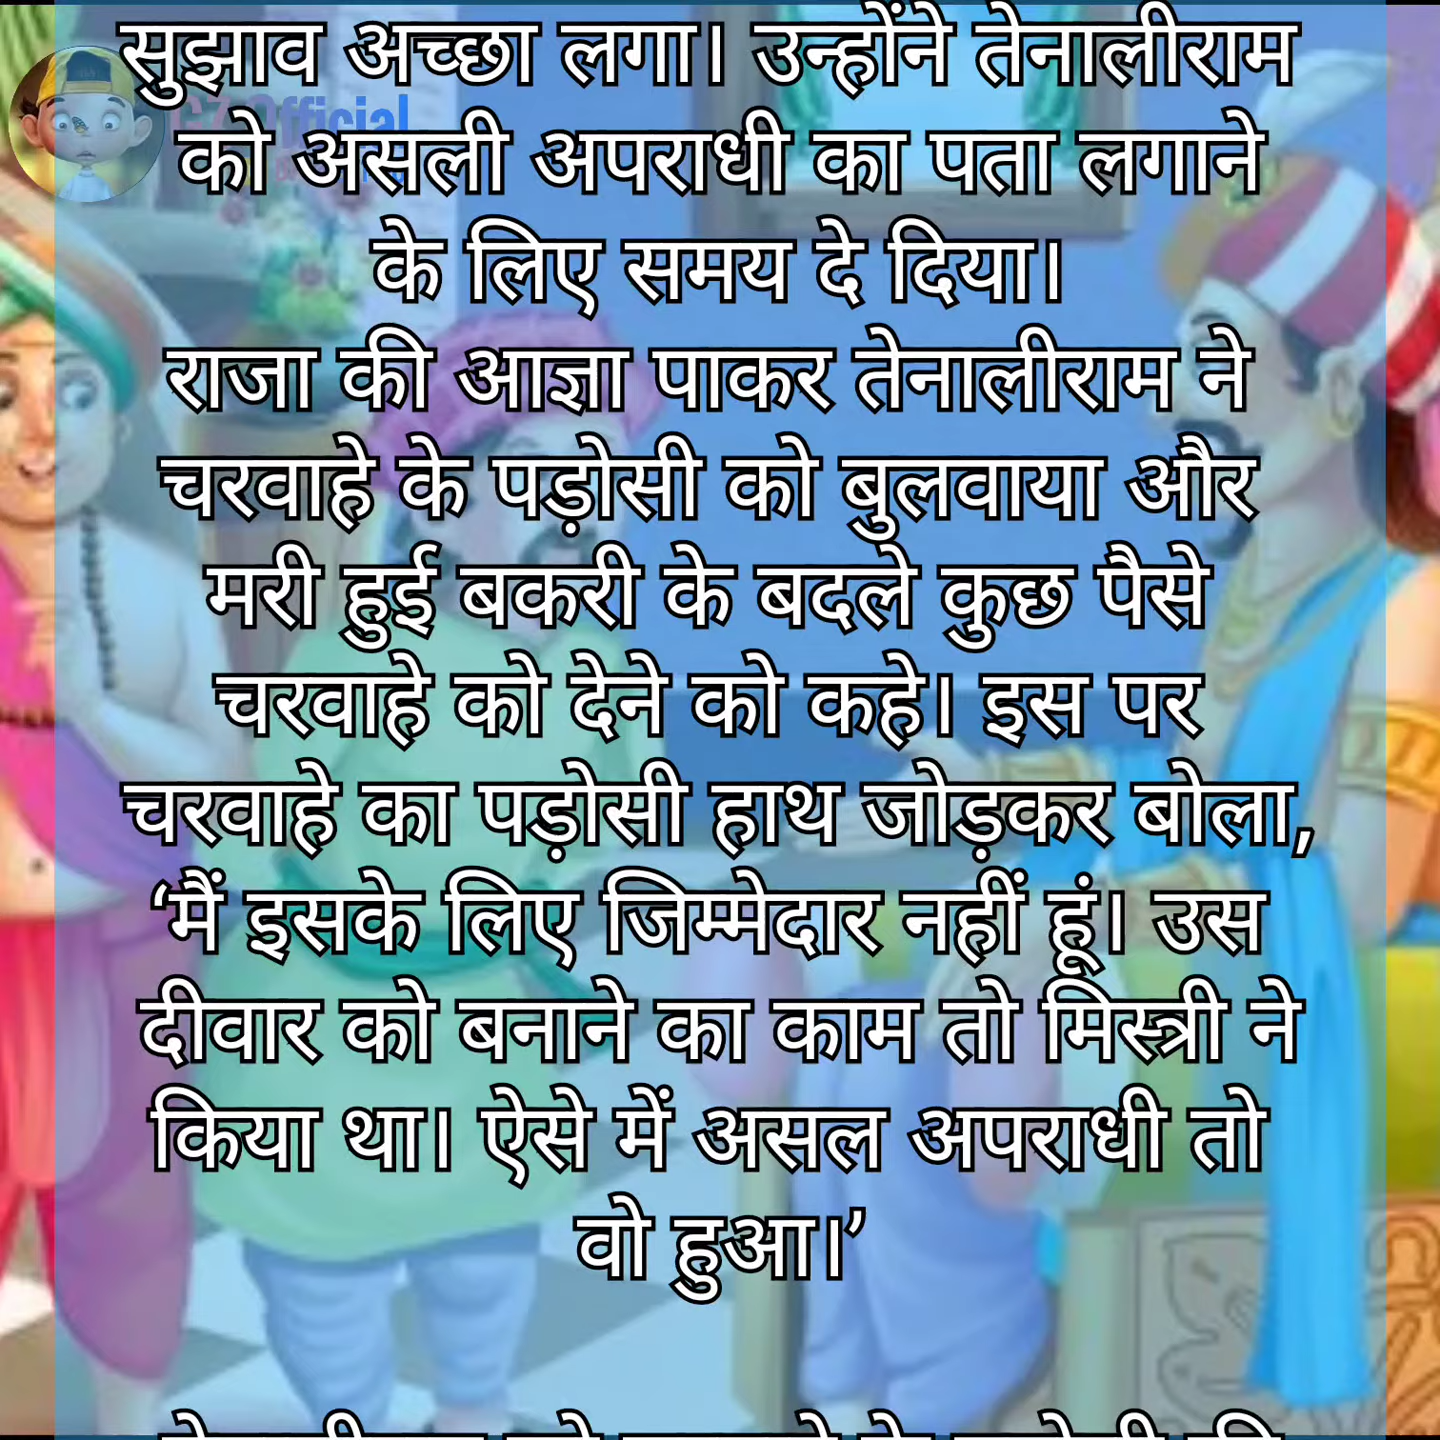 सुझाव अच्छा लगा। उन्होंने तेनालीराम
को असली अपराधी का पता लगाने
के लिए समय दे दिया।
राजा की आज्ञा पाकर तेनालीराम ने
चरवाहे के पड़ोसी को बुलवाया और
मरी हुई बकरी के बदले कुछ पैसे
चरवाहे को देने को कहे। इस पर
चरवाहे का पड़ोसी हाथ जोड़कर बोला,
‘मैं इसके लिए जिम्मेदार नहीं हूं। उस
दीवार को बनाने का काम तो मिस्त्री ने
किया था। ऐसे में असल अपराधी तो
वो हुआ।’